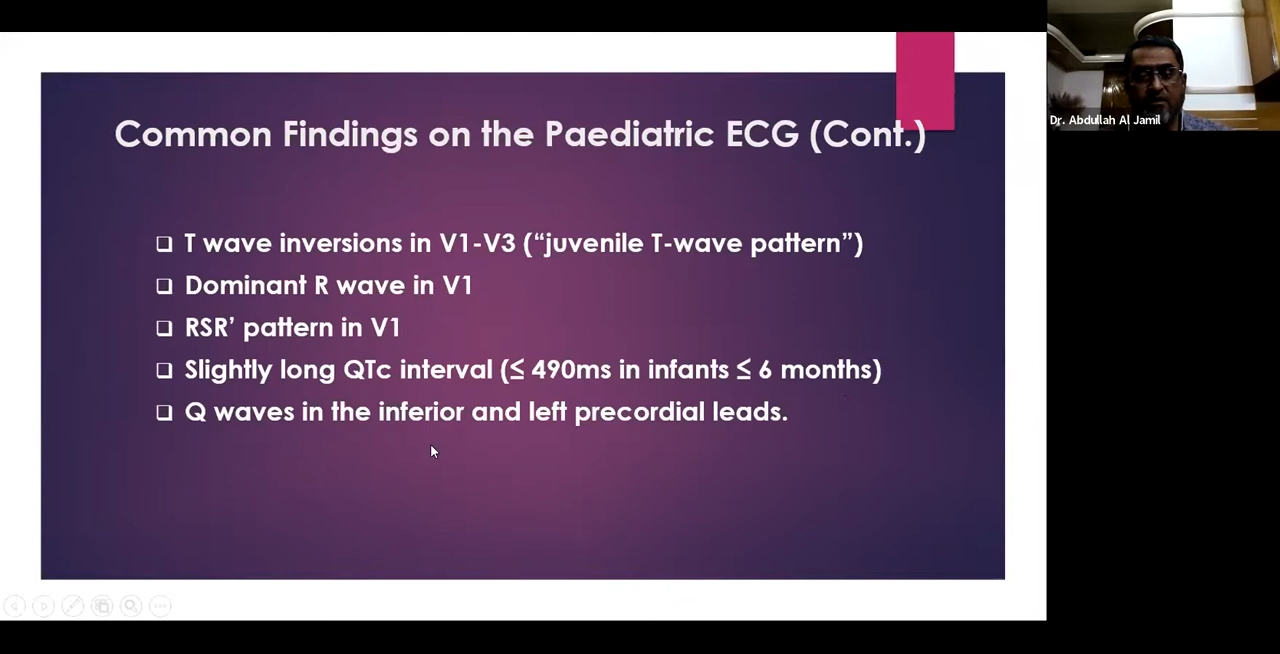 Common Findings on the Paediatric ECG (Cont.)
❑ T wave inversions in V1-V3 (“juvenile T-wave pattern”)
❑ Dominant R wave in V1
❑ RSR’ pattern in V1
❑ Slightly long QTc interval (≤ 490ms in infants ≤ 6 months)
❑ Q waves in the inferior and left precordial leads.
Dr. Abdullah Al Jamil